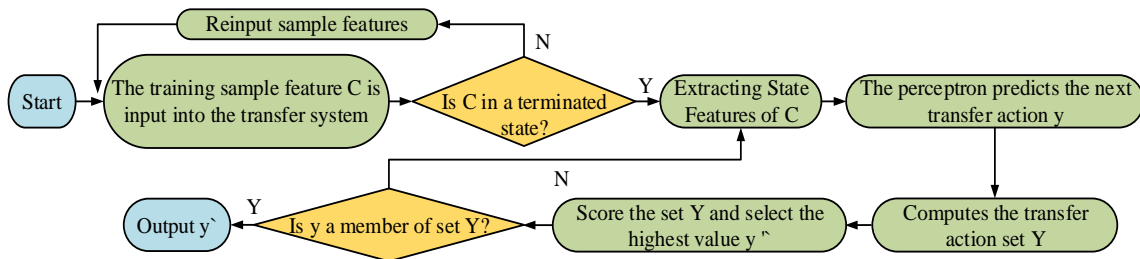 Reinput sample features
N
Start
The training sample feature C is
input into the transfer system
Is C in a terminated
state?
Y
Extracting State
Features of C
The perceptron predicts the next
transfer action y
Output y`
Y
Is y a member of set Y?
N
Score the set Y and select the
highest value y '`
Computes the transfer
action set Y